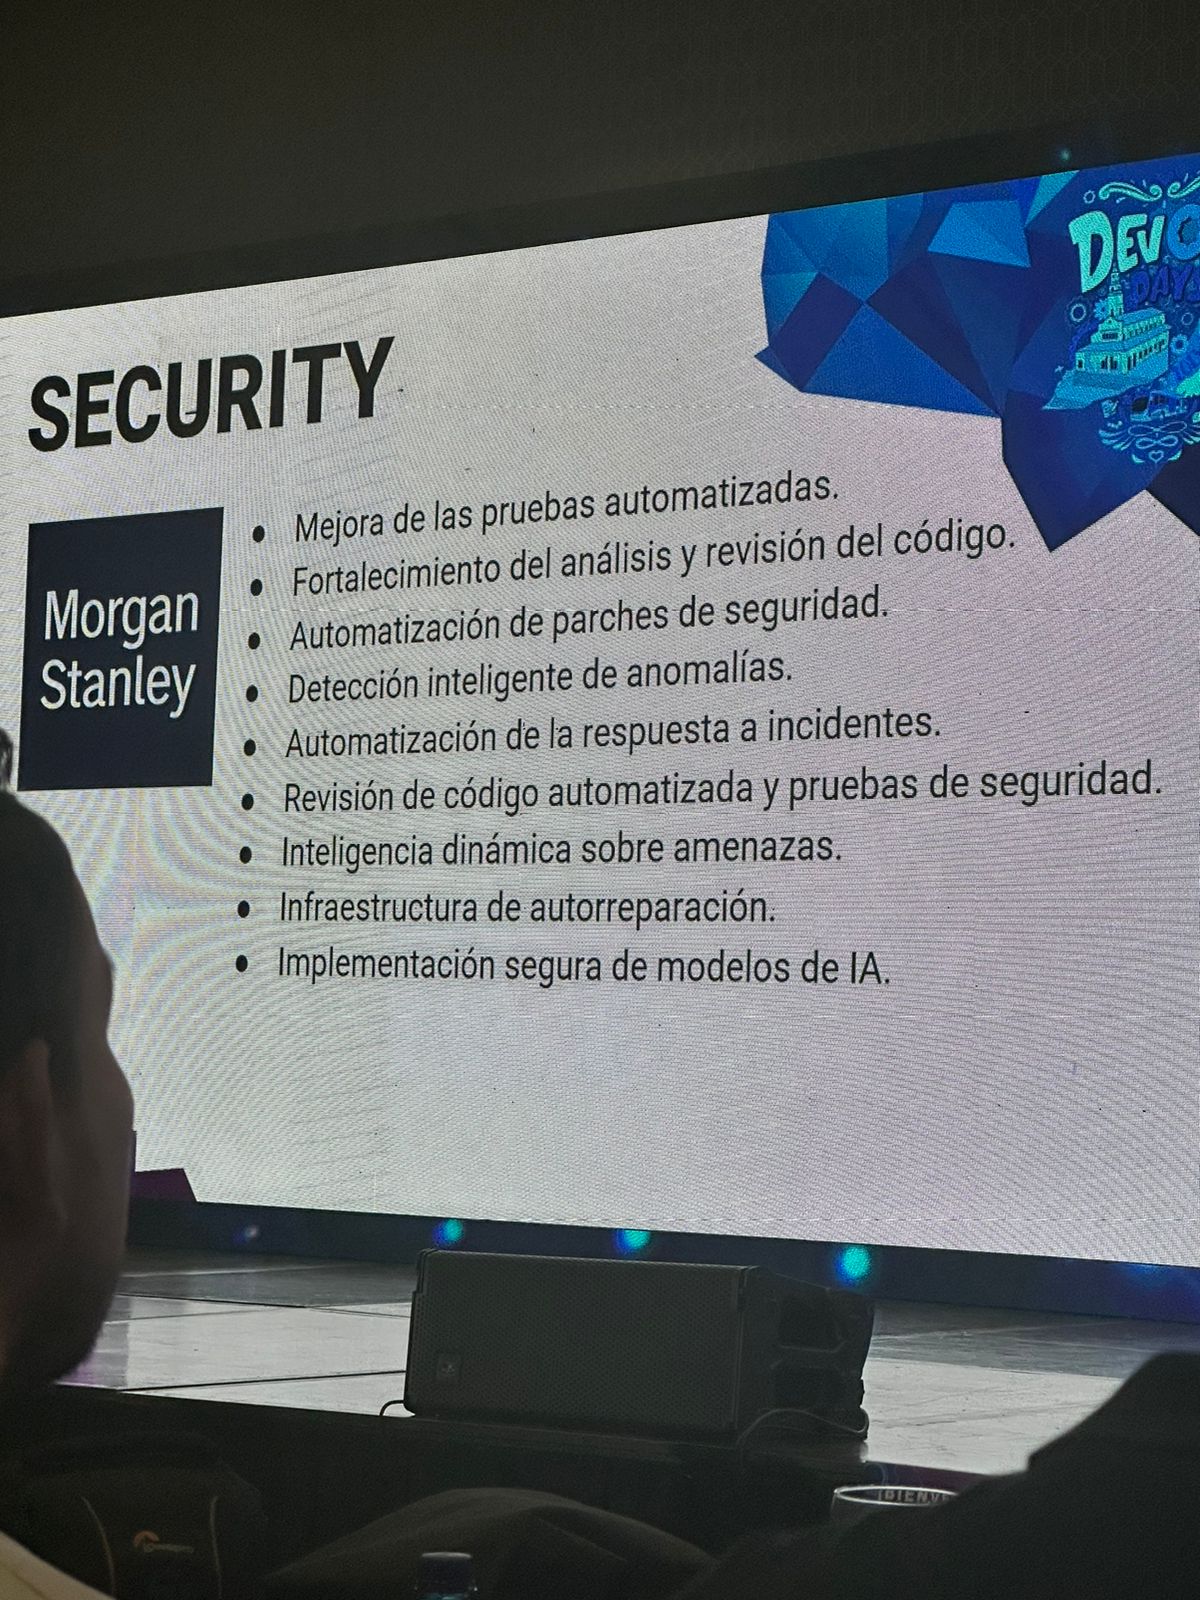 DEVO
DAYS
SECURITY
Morgan
Stanley
• Mejora de las pruebas automatizadas.
• Fortalecimiento del análisis y revisión del código.
• Automatización de parches de seguridad.
• Detección inteligente de anomalías.
• Automatización de la respuesta a incidentes.
• Revisión de código automatizada y pruebas de seguridad.
• Inteligencia dinámica sobre amenazas.
• Infraestructura de autorreparación.
• Implementación segura de modelos de IA.